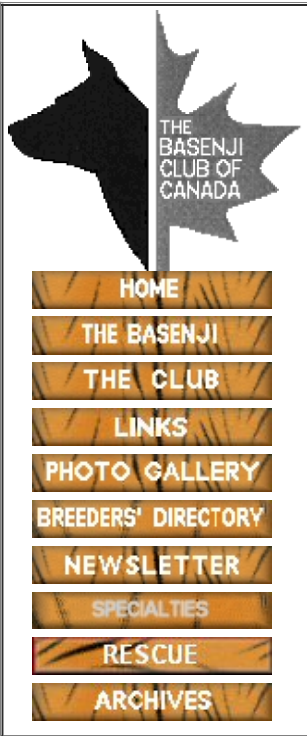 THE
BASENJI
CLUB OF
CANADA
HOME
THE BASENJI
THE CLUB
LINKS
PHOTO GALLERY
BREEDERS' DIRECTORY
NEWSLETTER
SPECIALTIES
RESCUE
ARCHIVES